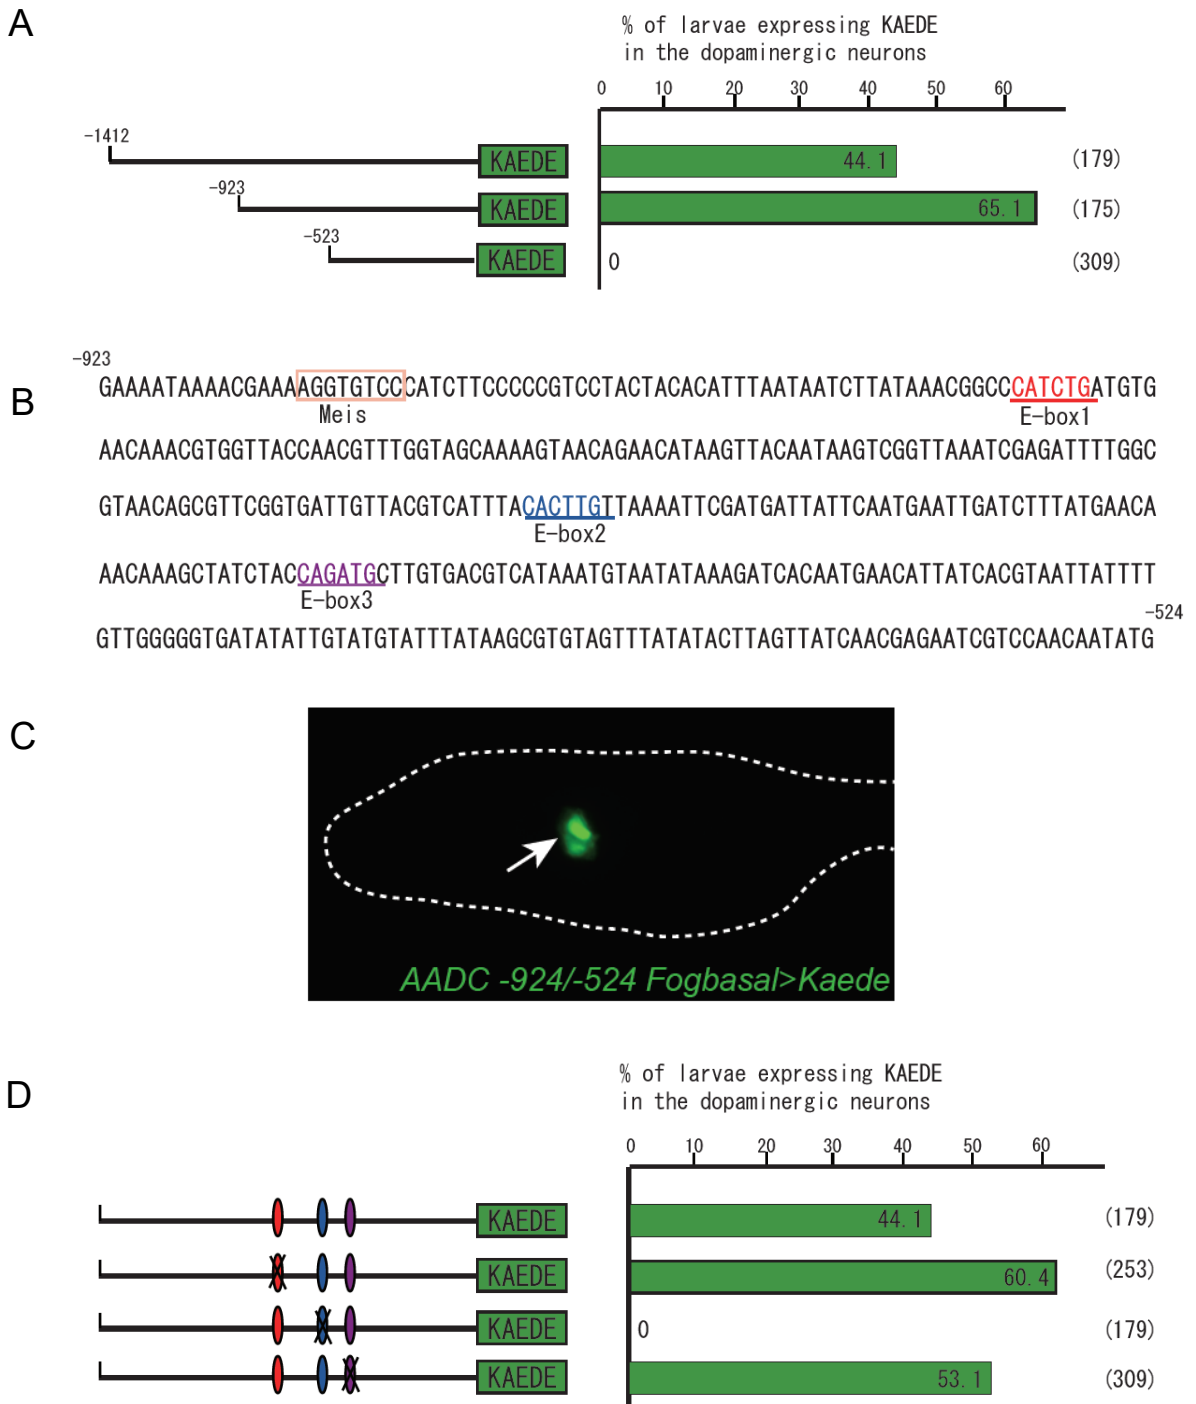 A
% of larvae expressing KAEDE
in the dopaminergic neurons
0 10 20 30 40 50 60
-1412
KAEDE 44.1 (179)
-923
KAEDE 65.1 (175)
-523
KAEDE 0 (309)
-923
B
GAAAATAAAACGAAAAGGTGTCCCATCTTCCCCCGTCCTACTACACATTTAATAATCTTATAAACGGCCCATCTGATGTG
Meis E-box1
AACAAACGTGGTTACCAACGTTTGGTAGCAAAAGTAACAGAACATAAGTTACAATAAGTCGGTTAAATCGAGATTTTGGC
GTAACAGCGTTCGGTGATTGTTACGTCATTTACACTTGTTAAAATTCGATGATTATTCAATGAATTGATCTTTATGAACA
E-box2
AACAAAGCTATCTACCAGATGCTTGTGACGTCATAAATGTAATATAAAGATCACAATGAACATTATCACGTAATTATTTT
E-box3
-524
GTTGGGGGTGATATATTGTATGTATTTATAAGCGTGTAGTTTATATACTTAGTTATCAACGAGAATCGTCCAACAATATG
C
AADC -924/-524 Fogbasal>Kaede
D
% of larvae expressing KAEDE
in the dopaminergic neurons
0 10 20 30 40 50 60
KAEDE 44.1 (179)
KAEDE 60.4 (253)
KAEDE 0 (179)
KAEDE 53.1 (309)